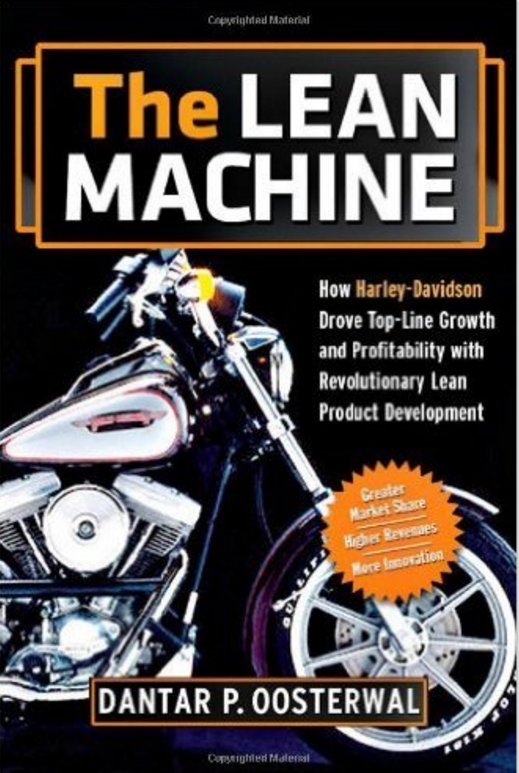 Copyrighted Material
The LEAN
MACHINE
How Harley-Davidson
Drove Top-Line Growth
and Profitability with
Revolutionary Lean
Product Development
Greater
Market Share
Higher Revenues
More Innovation
DANTAR P. OOSTERWAL
Copyrighted Material